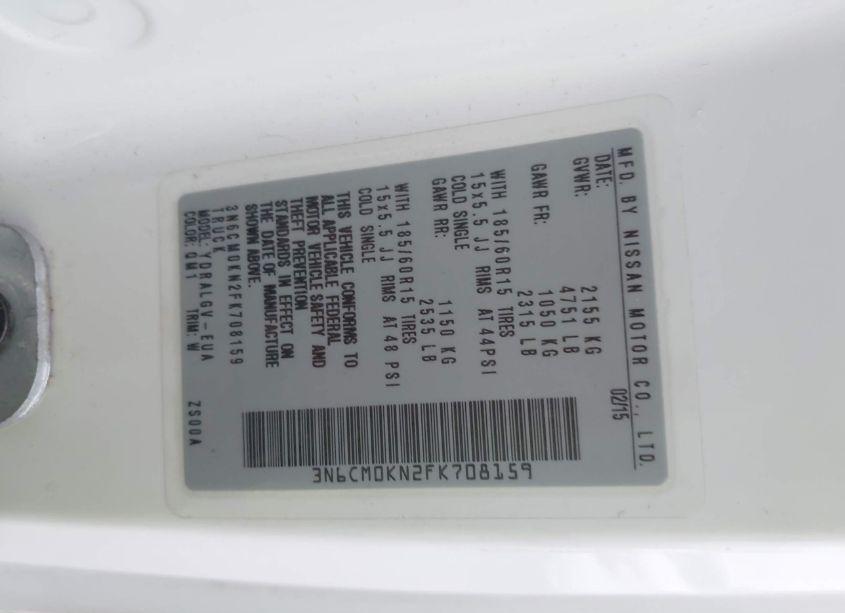 MFD. BY NISSAN MOTOR CO., LTD.
DATE: 02/15
GVWR: 2155 KG
4751 LB
GAWR FR: 1050 KG
2315 LB
WITH 185/60R15 TIRES
15x5.5 JJ RIMS AT 44PSI
COLD SINGLE
GAWR RR: 1150 KG
2535 LB
WITH 185/60R15 TIRES
15x5.5 JJ RIMS AT 48 PSI
COLD SINGLE
THIS VEHICLE CONFORMS TO
ALL APPLICABLE FEDERAL
MOTOR VEHICLE SAFETY AND
THEFT PREVENTION
STANDARDS IN EFFECT ON
THE DATE OF MANUFACTURE
SHOWN ABOVE.
3N6CM0KN2FK708159
TRUCK
MODEL: YDRALGV-EUA
COLOR: QM1 TRIM: W ZS00A
3N6CM0KN2FK708159